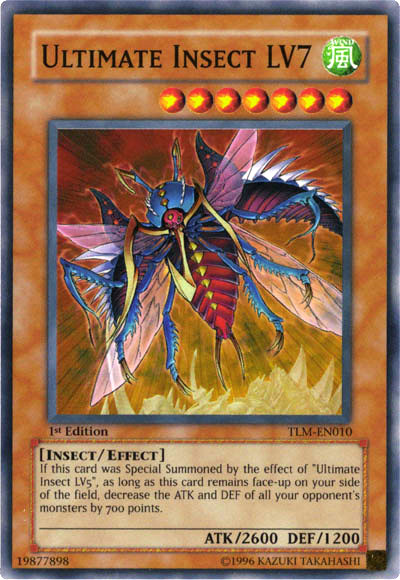 ULTIMATE INSECT LV7
WIND
風
1st Edition
TLM-EN010
[INSECT/EFFECT]
If this card was Special Summoned by the effect of "Ultimate
Insect LV5", as long as this card remains face-up on your side
of the field, decrease the ATK and DEF of all your opponent's
monsters by 700 points.
ATK/2600 DEF/1200
19877898
©1996 KAZUKI TAKAHASHI